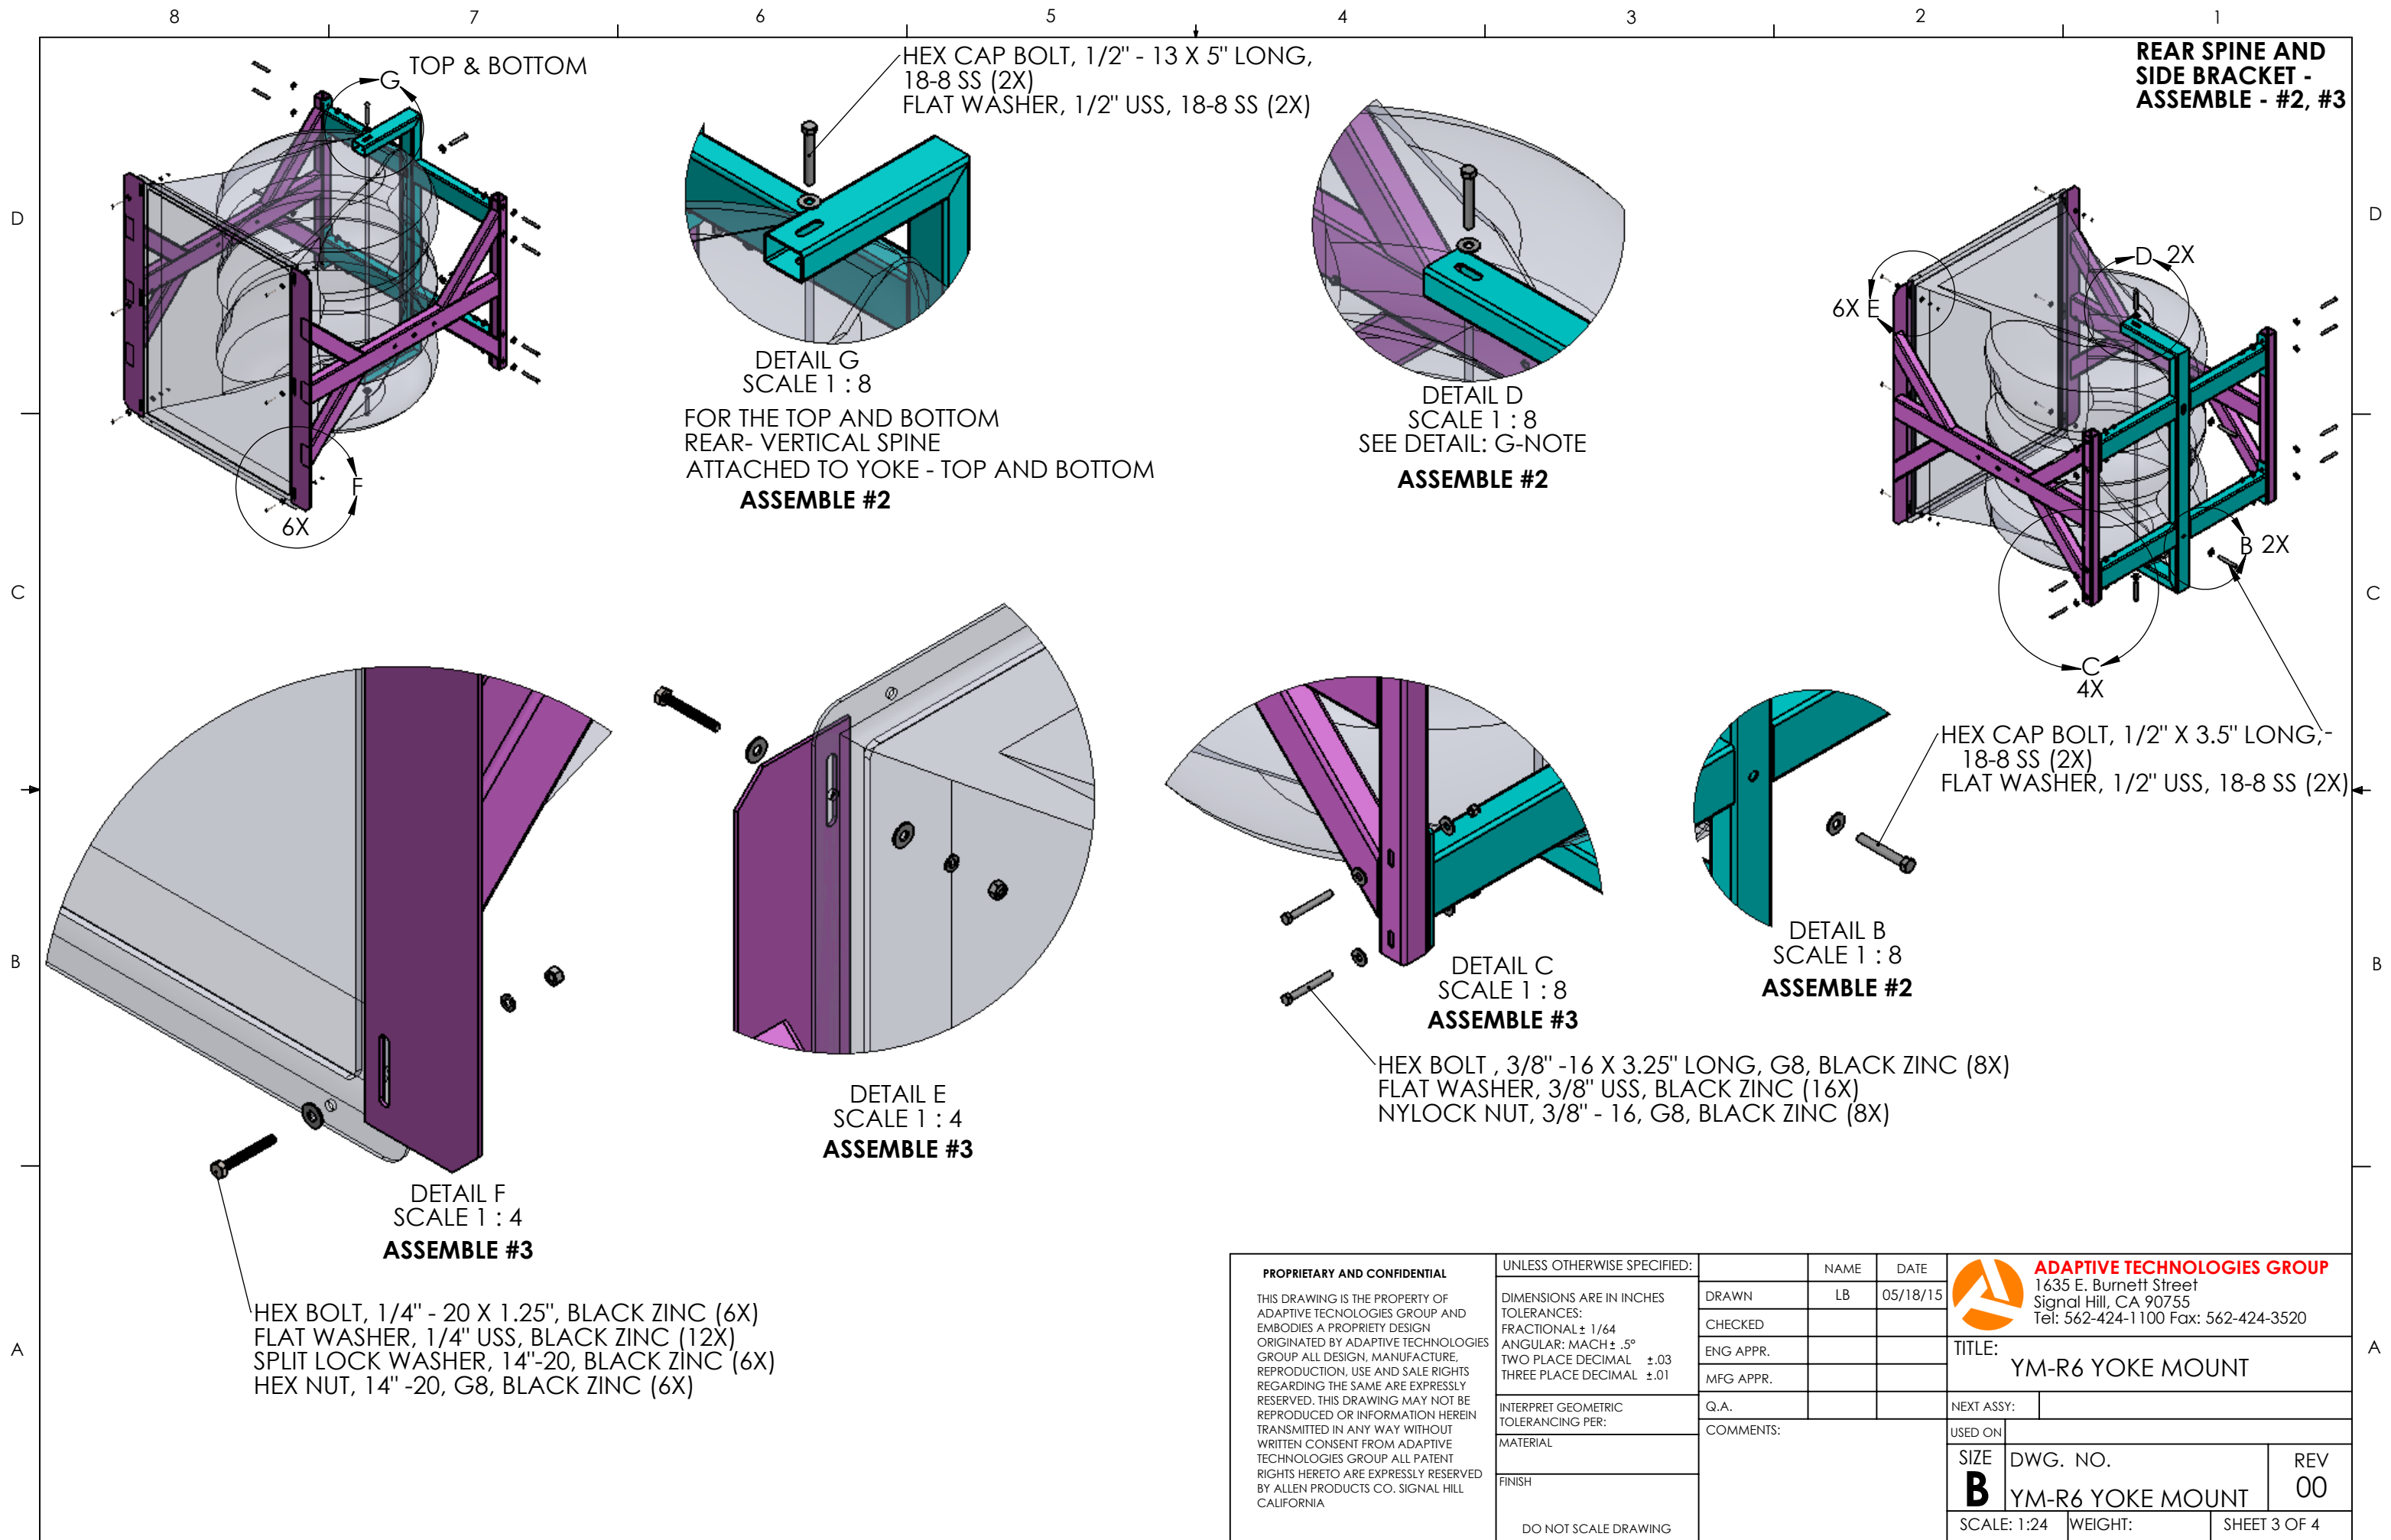 8 7 6 5 4 3 2 1
REAR SPINE AND
SIDE BRACKET -
ASSEMBLE - #2, #3
G TOP & BOTTOM
HEX CAP BOLT, 1/2" - 13 X 5" LONG,
18-8 SS (2X)
FLAT WASHER, 1/2" USS, 18-8 SS (2X)
D
D
F
6X
DETAIL G
SCALE 1 : 8
FOR THE TOP AND BOTTOM
REAR- VERTICAL SPINE
ATTACHED TO YOKE - TOP AND BOTTOM
ASSEMBLE #2
DETAIL D
SCALE 1 : 8
SEE DETAIL: G-NOTE
ASSEMBLE #2
D 2X
6X E
B 2X
C
4X
C
C
HEX CAP BOLT, 1/2" X 3.5" LONG,-
18-8 SS (2X)
FLAT WASHER, 1/2" USS, 18-8 SS (2X)
DETAIL B
SCALE 1 : 8
ASSEMBLE #2
DETAIL C
SCALE 1 : 8
ASSEMBLE #3
B
B
HEX BOLT , 3/8" -16 X 3.25" LONG, G8, BLACK ZINC (8X)
FLAT WASHER, 3/8" USS, BLACK ZINC (16X)
NYLOCK NUT, 3/8" - 16, G8, BLACK ZINC (8X)
DETAIL E
SCALE 1 : 4
ASSEMBLE #3
DETAIL F
SCALE 1 : 4
ASSEMBLE #3
HEX BOLT, 1/4" - 20 X 1.25", BLACK ZINC (6X)
FLAT WASHER, 1/4" USS, BLACK ZINC (12X)
SPLIT LOCK WASHER, 14"-20, BLACK ZINC (6X)
HEX NUT, 14" -20, G8, BLACK ZINC (6X)
A
A
PROPRIETARY AND CONFIDENTIAL
THIS DRAWING IS THE PROPERTY OF
ADAPTIVE TECNOLOGIES GROUP AND
EMBODIES A PROPRIETY DESIGN
ORIGINATED BY ADAPTIVE TECHNOLOGIES
GROUP ALL DESIGN, MANUFACTURE,
REPRODUCTION, USE AND SALE RIGHTS
REGARDING THE SAME ARE EXPRESSLY
RESERVED. THIS DRAWING MAY NOT BE
REPRODUCED OR INFORMATION HEREIN
TRANSMITTED IN ANY WAY WITHOUT
WRITTEN CONSENT FROM ADAPTIVE
TECHNOLOGIES GROUP ALL PATENT
RIGHTS HERETO ARE EXPRESSLY RESERVED
BY ALLEN PRODUCTS CO. SIGNAL HILL
CALIFORNIA
UNLESS OTHERWISE SPECIFIED:
DIMENSIONS ARE IN INCHES
TOLERANCES:
FRACTIONAL± 1/64
ANGULAR: MACH± .5°
TWO PLACE DECIMAL ±.03
THREE PLACE DECIMAL ±.01
INTERPRET GEOMETRIC
TOLERANCING PER:
MATERIAL
FINISH
DO NOT SCALE DRAWING
NAME DATE
DRAWN LB 05/18/15
CHECKED
ENG APPR.
MFG APPR.
Q.A.
COMMENTS:
ADAPTIVE TECHNOLOGIES GROUP
1635 E. Burnett Street
Signal Hill, CA 90755
Tel: 562-424-1100 Fax: 562-424-3520
TITLE:
YM-R6 YOKE MOUNT
NEXT ASSY:
USED ON
SIZE
B
DWG. NO.
YM-R6 YOKE MOUNT
REV
00
SCALE: 1:24 WEIGHT: SHEET 3 OF 4